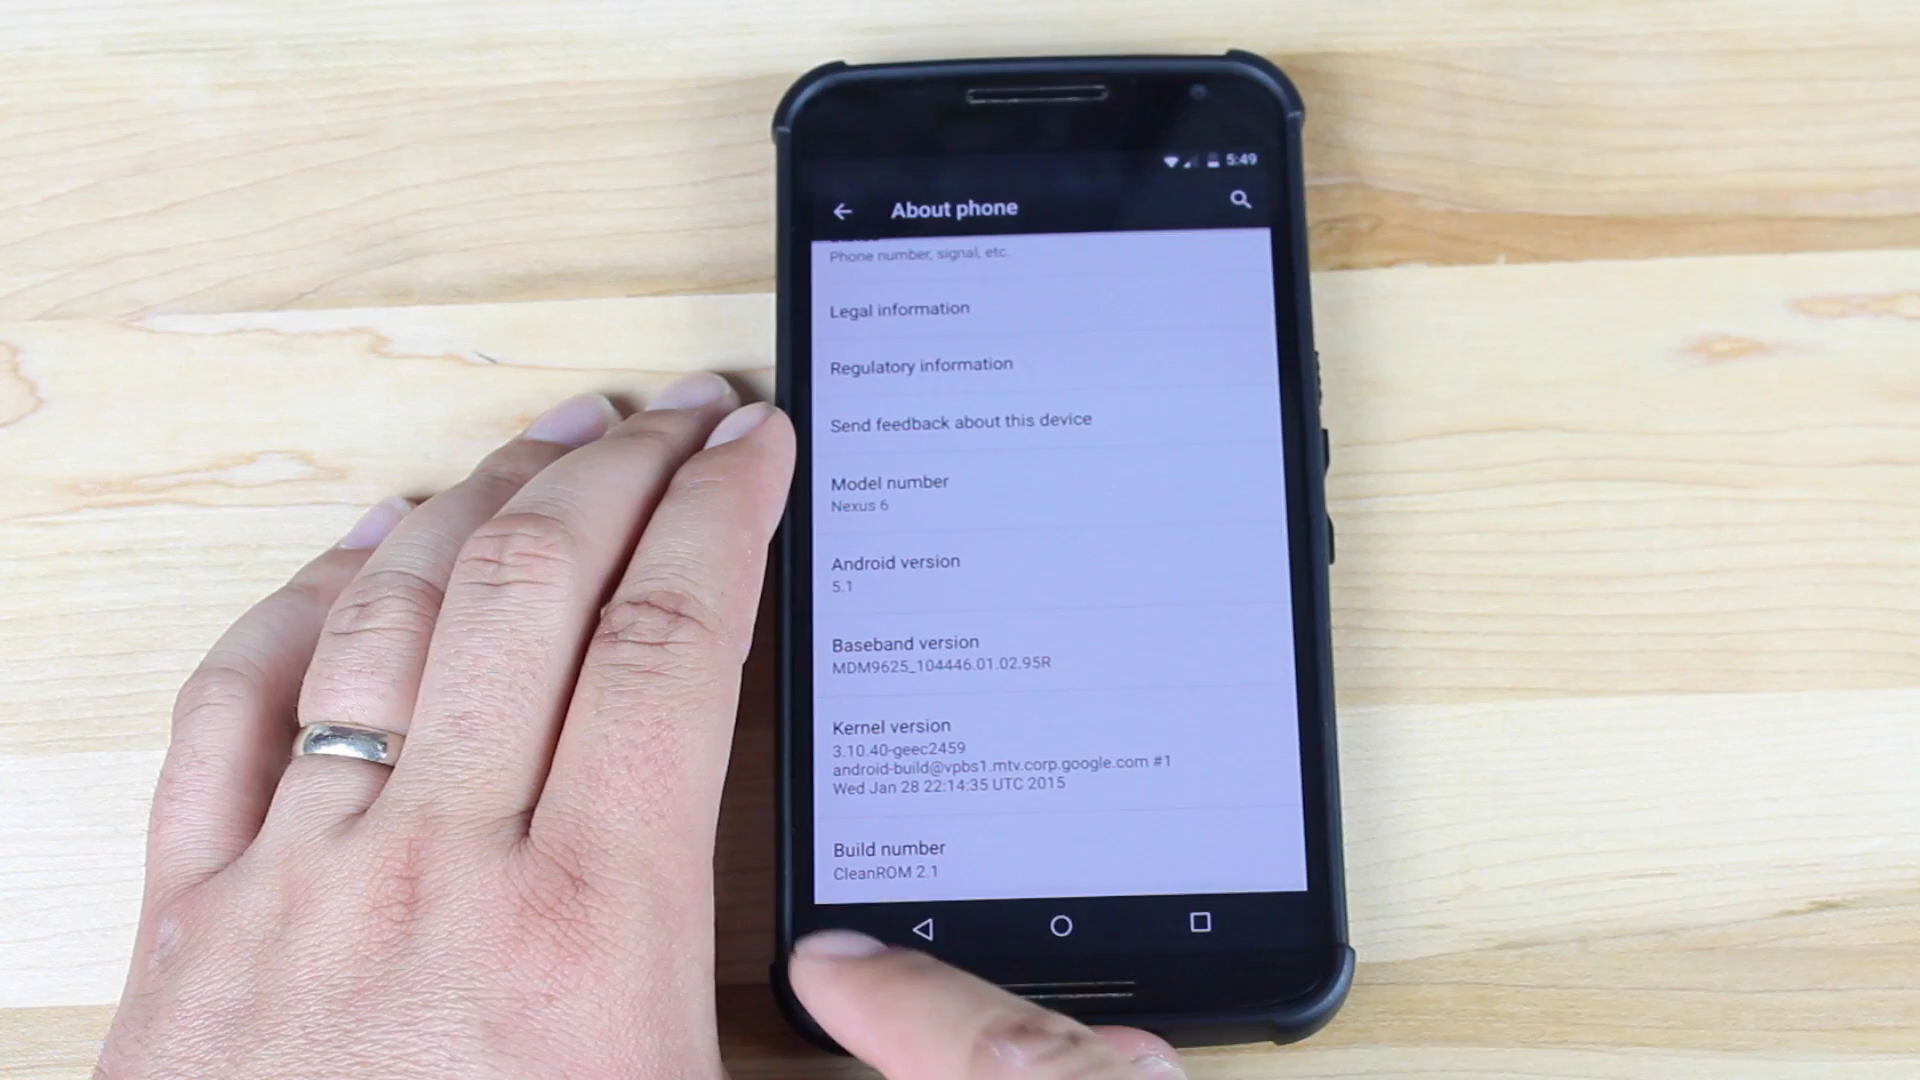 5:49
About phone
Phone number, signal, etc.
Legal information
Regulatory information
Send feedback about this device
Model number
Nexus 6
Android version
5.1
Baseband version
MDM9625_104446.01.02.95R
Kernel version
3.10.40-geec2459
android-build@vpbs1.mtv.corp.google.com #1
Wed Jan 28 22:14:35 UTC 2015
Build number
CleanROM 2.1